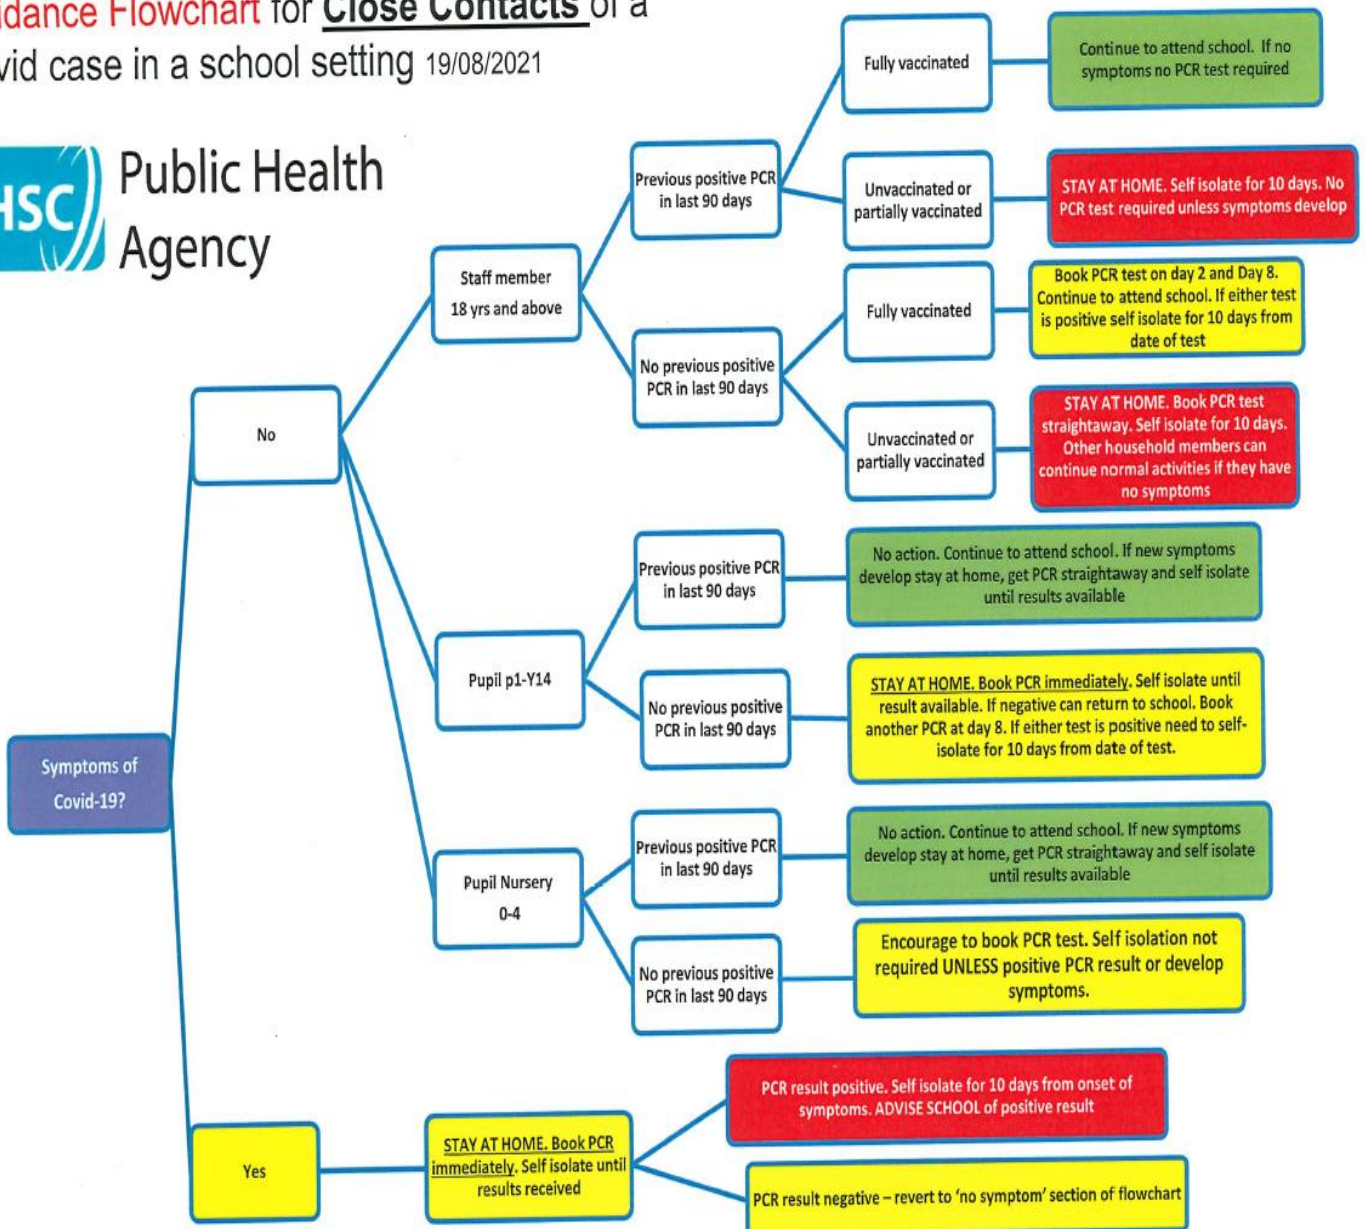 idance Flowchart for Close Contacts of a
vid case in a school setting 19/08/2021
HSC
Public Health
Agency
Symptoms of
Covid-19?
No
Staff member
18 yrs and above
Previous positive PCR
in last 90 days
Fully vaccinated
Continue to attend school. If no
symptoms no PCR test required
Unvaccinated or
partially vaccinated
STAY AT HOME. Self isolate for 10 days. No
PCR test required unless symptoms develop
No previous positive
PCR in last 90 days
Fully vaccinated
Book PCR test on day 2 and Day 8.
Continue to attend school. If either test
is positive self isolate for 10 days from
date of test
Unvaccinated or
partially vaccinated
STAY AT HOME. Book PCR test
straightaway. Self isolate for 10 days.
Other household members can
continue normal activities if they have
no symptoms
Pupil p1-Y14
Previous positive PCR
in last 90 days
No action. Continue to attend school. If new symptoms
develop stay at home, get PCR straightaway and self isolate
until results available
No previous positive
PCR in last 90 days
STAY AT HOME. Book PCR immediately. Self isolate until
result available. If negative can return to school. Book
another PCR at day 8. If either test is positive need to self-
isolate for 10 days from date of test.
Pupil Nursery
0-4
Previous positive PCR
in last 90 days
No action. Continue to attend school. If new symptoms
develop stay at home, get PCR straightaway and self isolate
until results available
No previous positive
PCR in last 90 days
Encourage to book PCR test. Self isolation not
required UNLESS positive PCR result or develop
symptoms.
Yes
STAY AT HOME. Book PCR
immediately. Self isolate until
results received
PCR result positive. Self isolate for 10 days from onset of
symptoms. ADVISE SCHOOL of positive result
PCR result negative – revert to 'no symptom' section of flowchart